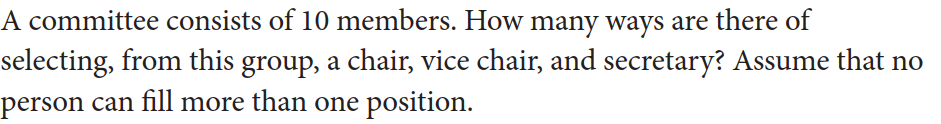 A committee consists of 10 members. How many ways are there of
selecting, from this group, a chair, vice chair, and secretary? Assume that no
person can fill more than one position.